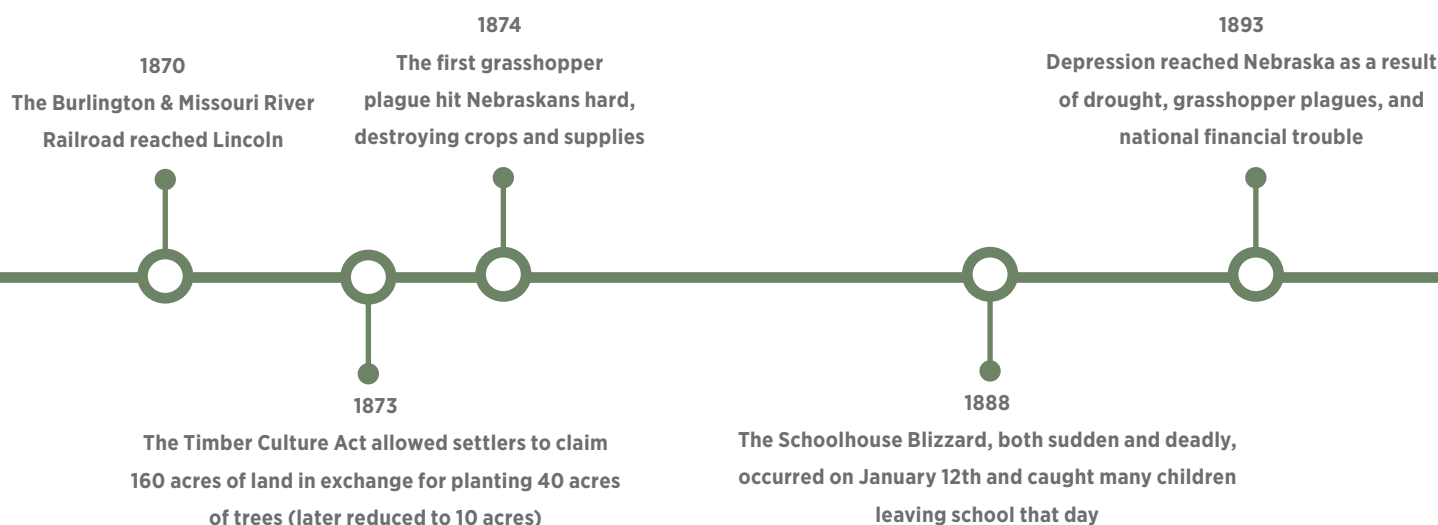 1870
The Burlington & Missouri River
Railroad reached Lincoln
1873
The Timber Culture Act allowed settlers to claim
160 acres of land in exchange for planting 40 acres
of trees (later reduced to 10 acres)
1874
The first grasshopper
plague hit Nebraskans hard,
destroying crops and supplies
1888
The Schoolhouse Blizzard, both sudden and deadly,
occurred on January 12th and caught many children
leaving school that day
1893
Depression reached Nebraska as a result
of drought, grasshopper plagues, and
national financial trouble